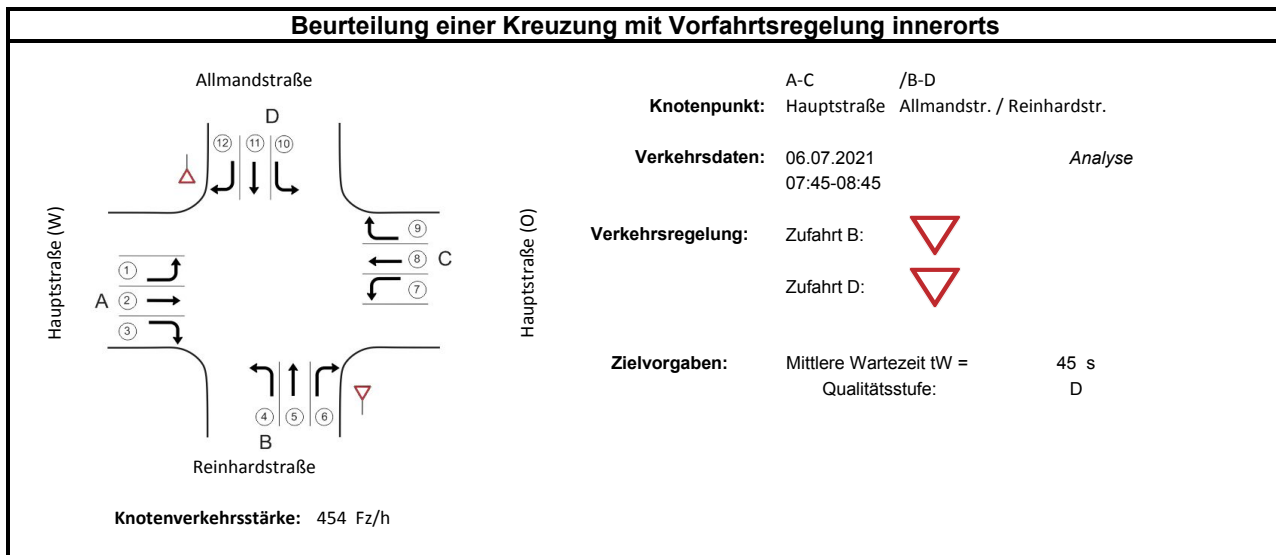 Beurteilung einer Kreuzung mit Vorfahrtsregelung innerorts
Allmandstraße
D
12 11 10
Hauptstraße (W)
A
1
2
3
9
8 C
7
Hauptstraße (O)
4 5 6
B
Reinhardstraße
Knotenverkehrsstärke: 454 Fz/h
A-C /B-D
Knotenpunkt: Hauptstraße Allmandstr. / Reinhardstr.
Verkehrsdaten: 06.07.2021 Analyse
07:45-08:45
Verkehrsregelung: Zufahrt B:
Zufahrt D:
Zielvorgaben: Mittlere Wartezeit tW = 45 s
Qualitätsstufe: D